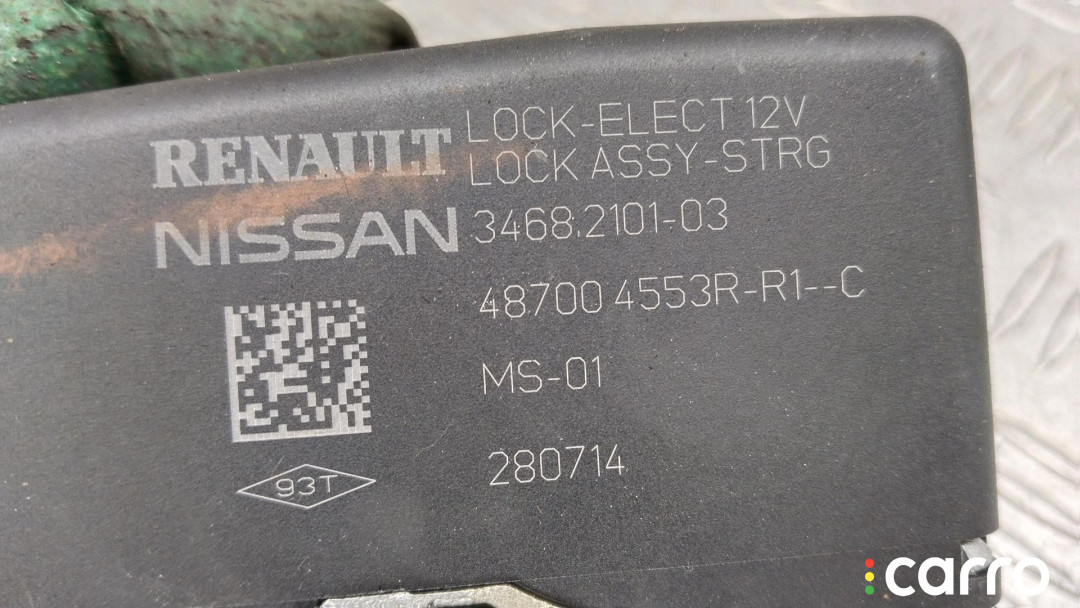 RENAULT
NISSAN
LOCK-ELECT 12V
LOCK ASSY-STRG
3468.2101-03
48700 4553R-R1--C
MS-01
280714
93T
carro